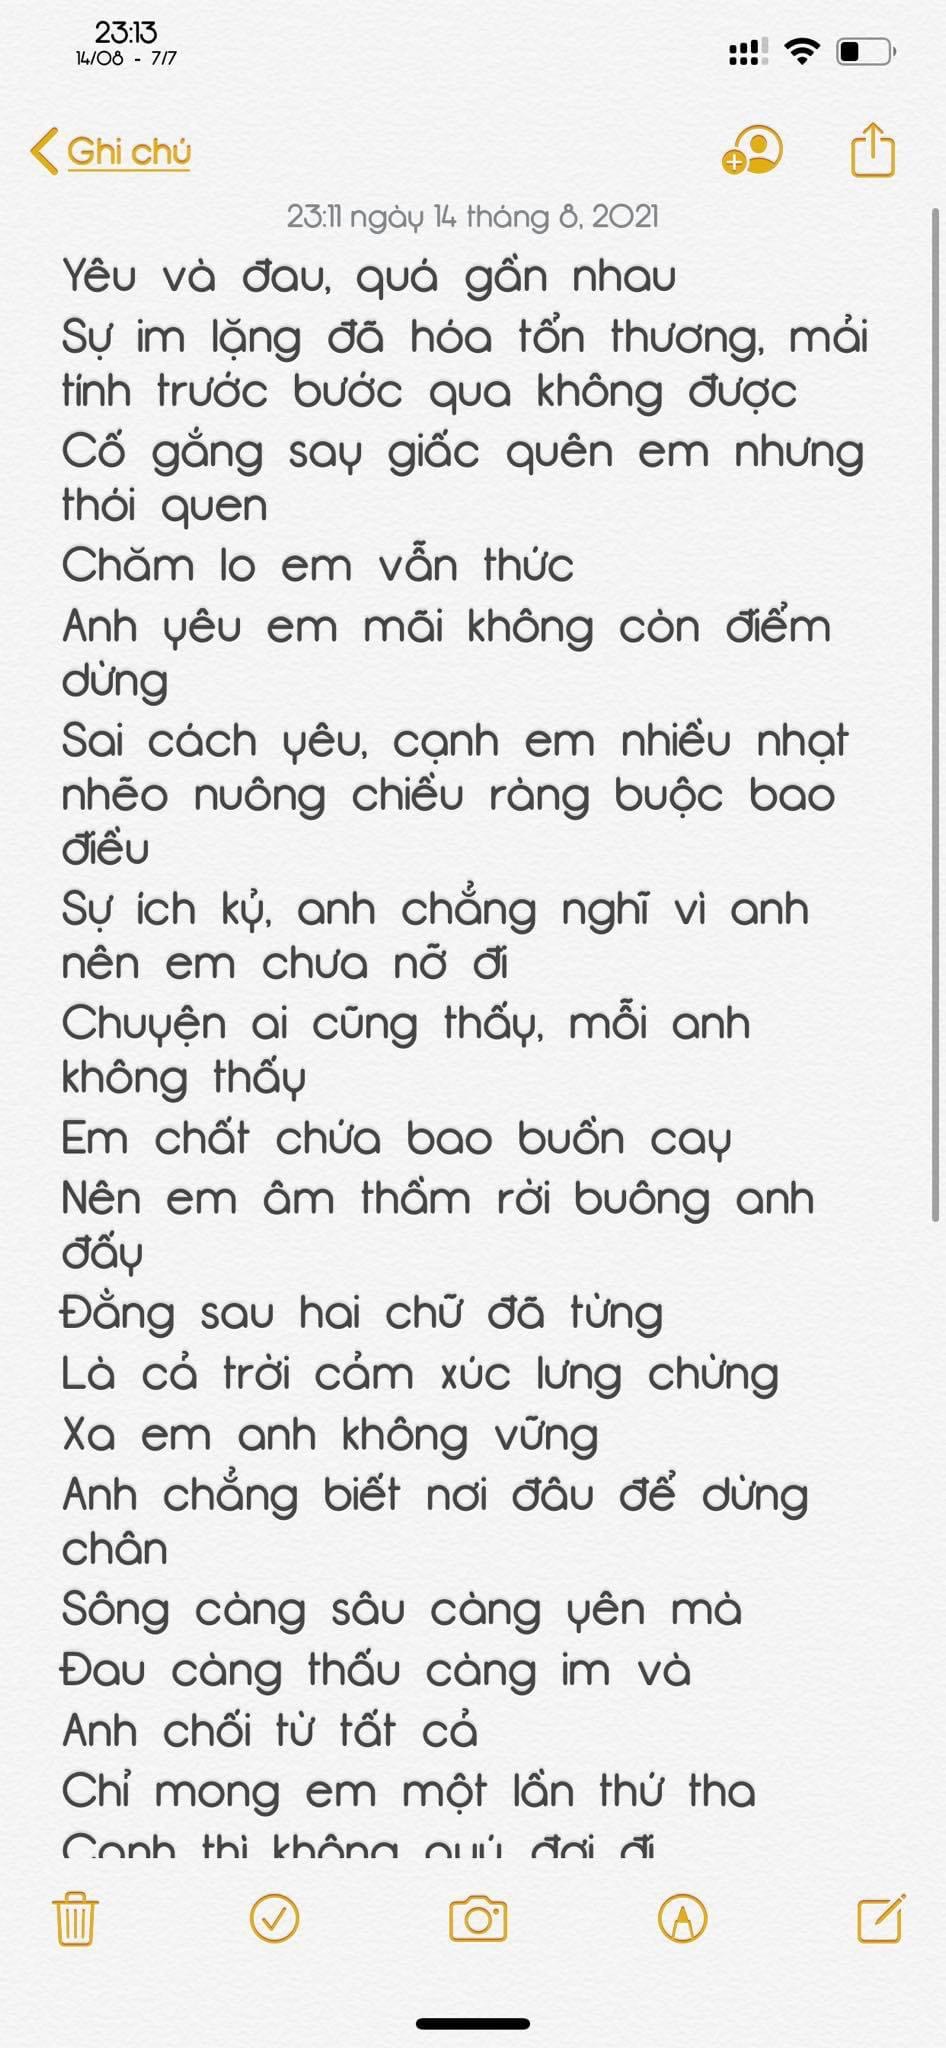 23:13
14/08 - 7/7
Ghi chú
23:11 ngày 14 tháng 8, 2021
Yêu và đau, quá gần nhau
Sự im lặng đã hóa tổn thương, mải
tính trước bước qua không được
Cố gắng say giấc quên em nhưng
thói quen
Chăm lo em vẫn thức
Anh yêu em mãi không còn điểm
dừng
Sai cách yêu, cạnh em nhiều nhạt
nhẽo nuông chiều ràng buộc bao
điều
Sự ích kỷ, anh chẳng nghĩ vì anh
nên em chưa nỡ đi
Chuyện ai cũng thấy, mỗi anh
không thấy
Em chất chứa bao buồn cay
Nên em âm thầm rời buông anh
đấy
Đằng sau hai chữ đã từng
Là cả trời cảm xúc lưng chừng
Xa em anh không vững
Anh chẳng biết nơi đâu để dừng
chân
Sông càng sâu càng yên mà
Đau càng thấu càng im và
Anh chối từ tất cả
Chỉ mong em một lần thứ tha
Canh thì không quý đợi đi